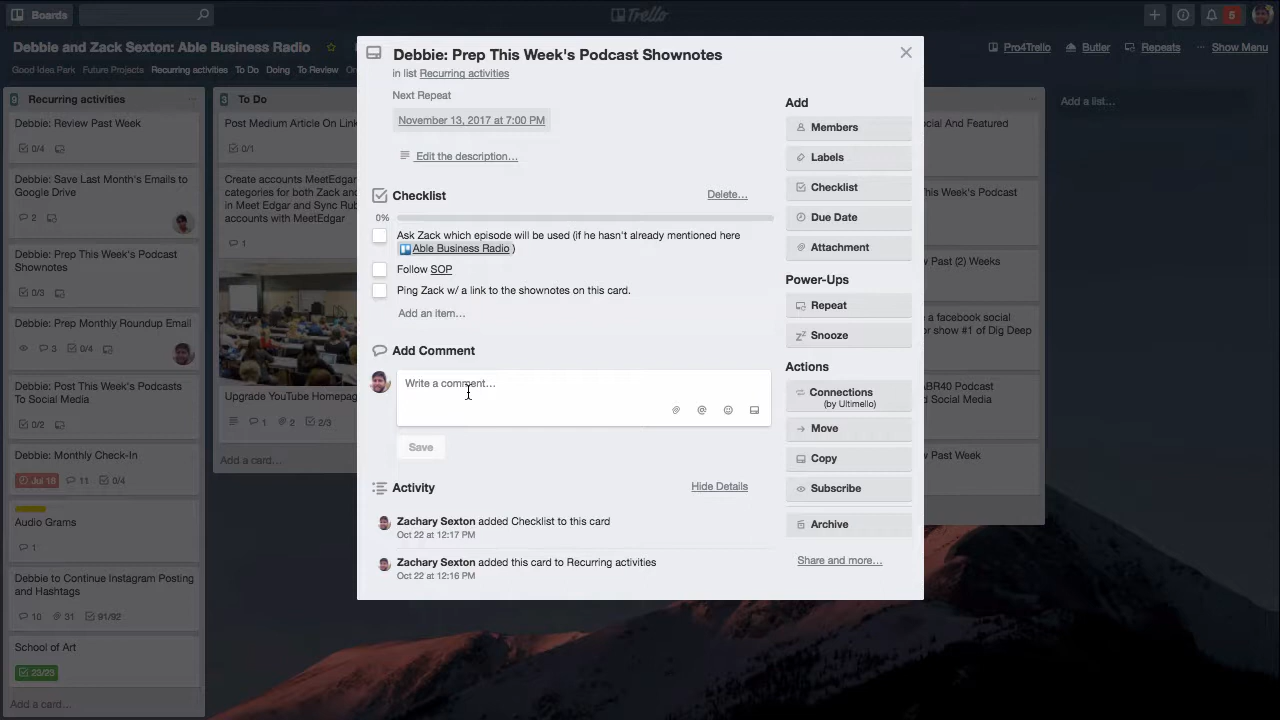 Boards
Trello
5
Debbie and Zack Sexton: Able Business Radio
Pro4Trello
Butler
Repeats
Show Menu
Good Idea Park
Future Projects
Recurring activities
To Do
Doing
To Review
Recurring activities
Debbie: Review Past Week
0/4
Debbie: Save Last Month's Emails to
Google Drive
2
Debbie: Prep This Week's Podcast
Shownotes
0/3
Debbie: Prep Monthly Roundup Email
3 0/4
Debbie: Post This Week's Podcasts
To Social Media
0/2
Debbie: Monthly Check-In
Jul 18 11 0/4
Audio Grams
1
Debbie to Continue Instagram Posting
and Hashtags
10 31 91/92
School of Art
23/23
Add a card...
To Do
Post Medium Article On Link
0/1
Create accounts MeetEdgar
categories for both Zack and
in Meet Edgar and Sync Rub
accounts with MeetEdgar
1
Upgrade YouTube Homepag
1 2 2/3
Add a card...
Debbie: Prep This Week's Podcast Shownotes
in list Recurring activities
Next Repeat
November 13, 2017 at 7:00 PM
Edit the description...
Checklist
Delete...
0%
Ask Zack which episode will be used (if he hasn't already mentioned here
Able Business Radio )
Follow SOP
Ping Zack w/ a link to the shownotes on this card.
Add an item...
Add Comment
Write a comment...
Save
Activity
Hide Details
Zachary Sexton added Checklist to this card
Oct 22 at 12:17 PM
Zachary Sexton added this card to Recurring activities
Oct 22 at 12:16 PM
Add
Members
Labels
Checklist
Due Date
Attachment
Power-Ups
Repeat
Snooze
Actions
Connections
(by Ultimello)
Move
Copy
Subscribe
Archive
Share and more...
cial And Featured
This Week's Podcast
w Past (2) Weeks
e a facebook social
or show #1 of Dig Deep
ABR40 Podcast
d Social Media
w Past Week
Add a list...